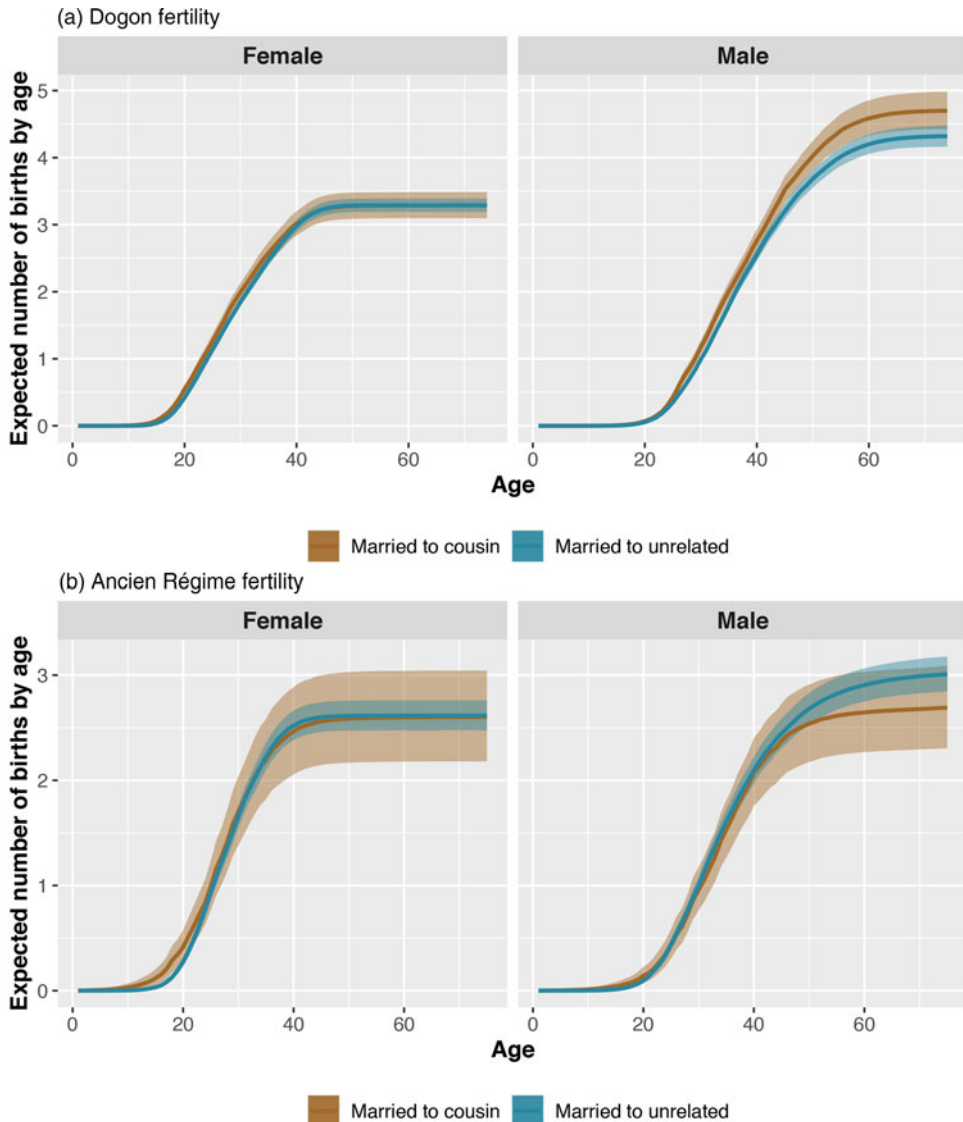 (a) Dogon fertility
Female Male
Expected number of births by age
5
4
3
2
1
0
0 20 40 60 0 20 40 60
Age
Married to cousin Married to unrelated
(b) Ancien Régime fertility
Female Male
Expected number of births by age
3
2
1
0
0 20 40 60 0 20 40 60
Age
Married to cousin Married to unrelated